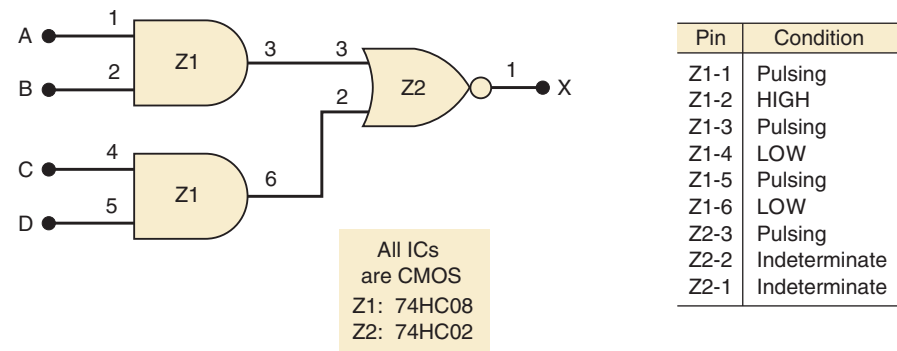 A 1
Z1
B 2
3 3
Z2
2
1 X
C 4
Z1
D 5
6
All ICs
are CMOS
Z1: 74HC08
Z2: 74HC02
Pin Condition
Z1-1 Pulsing
Z1-2 HIGH
Z1-3 Pulsing
Z1-4 LOW
Z1-5 Pulsing
Z1-6 LOW
Z2-3 Pulsing
Z2-2 Indeterminate
Z2-1 Indeterminate